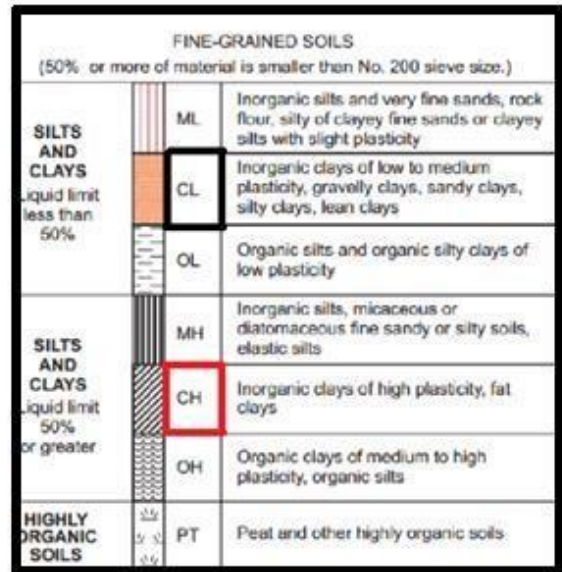 FINE-GRAINED SOILS
(50% or more of material is smaller than No. 200 sieve size.)
SILTS
AND
CLAYS
Liquid limit
less than
50%
ML
Inorganic silts and very fine sands, rock
flour, silty of clayey fine sands or clayey
silts with slight plasticity
CL
Inorganic clays of low to medium
plasticity, gravelly clays, sandy clays,
silty clays, lean clays
OL
Organic silts and organic silty clays of
low plasticity
SILTS
AND
CLAYS
Liquid limit
50%
or greater
MH
Inorganic silts, micaceous or
diatomaceous fine sandy or silty soils,
elastic silts
CH
Inorganic clays of high plasticity, fat
clays
OH
Organic clays of medium to high
plasticity, organic silts
HIGHLY
ORGANIC
SOILS
PT
Peat and other highly organic soils